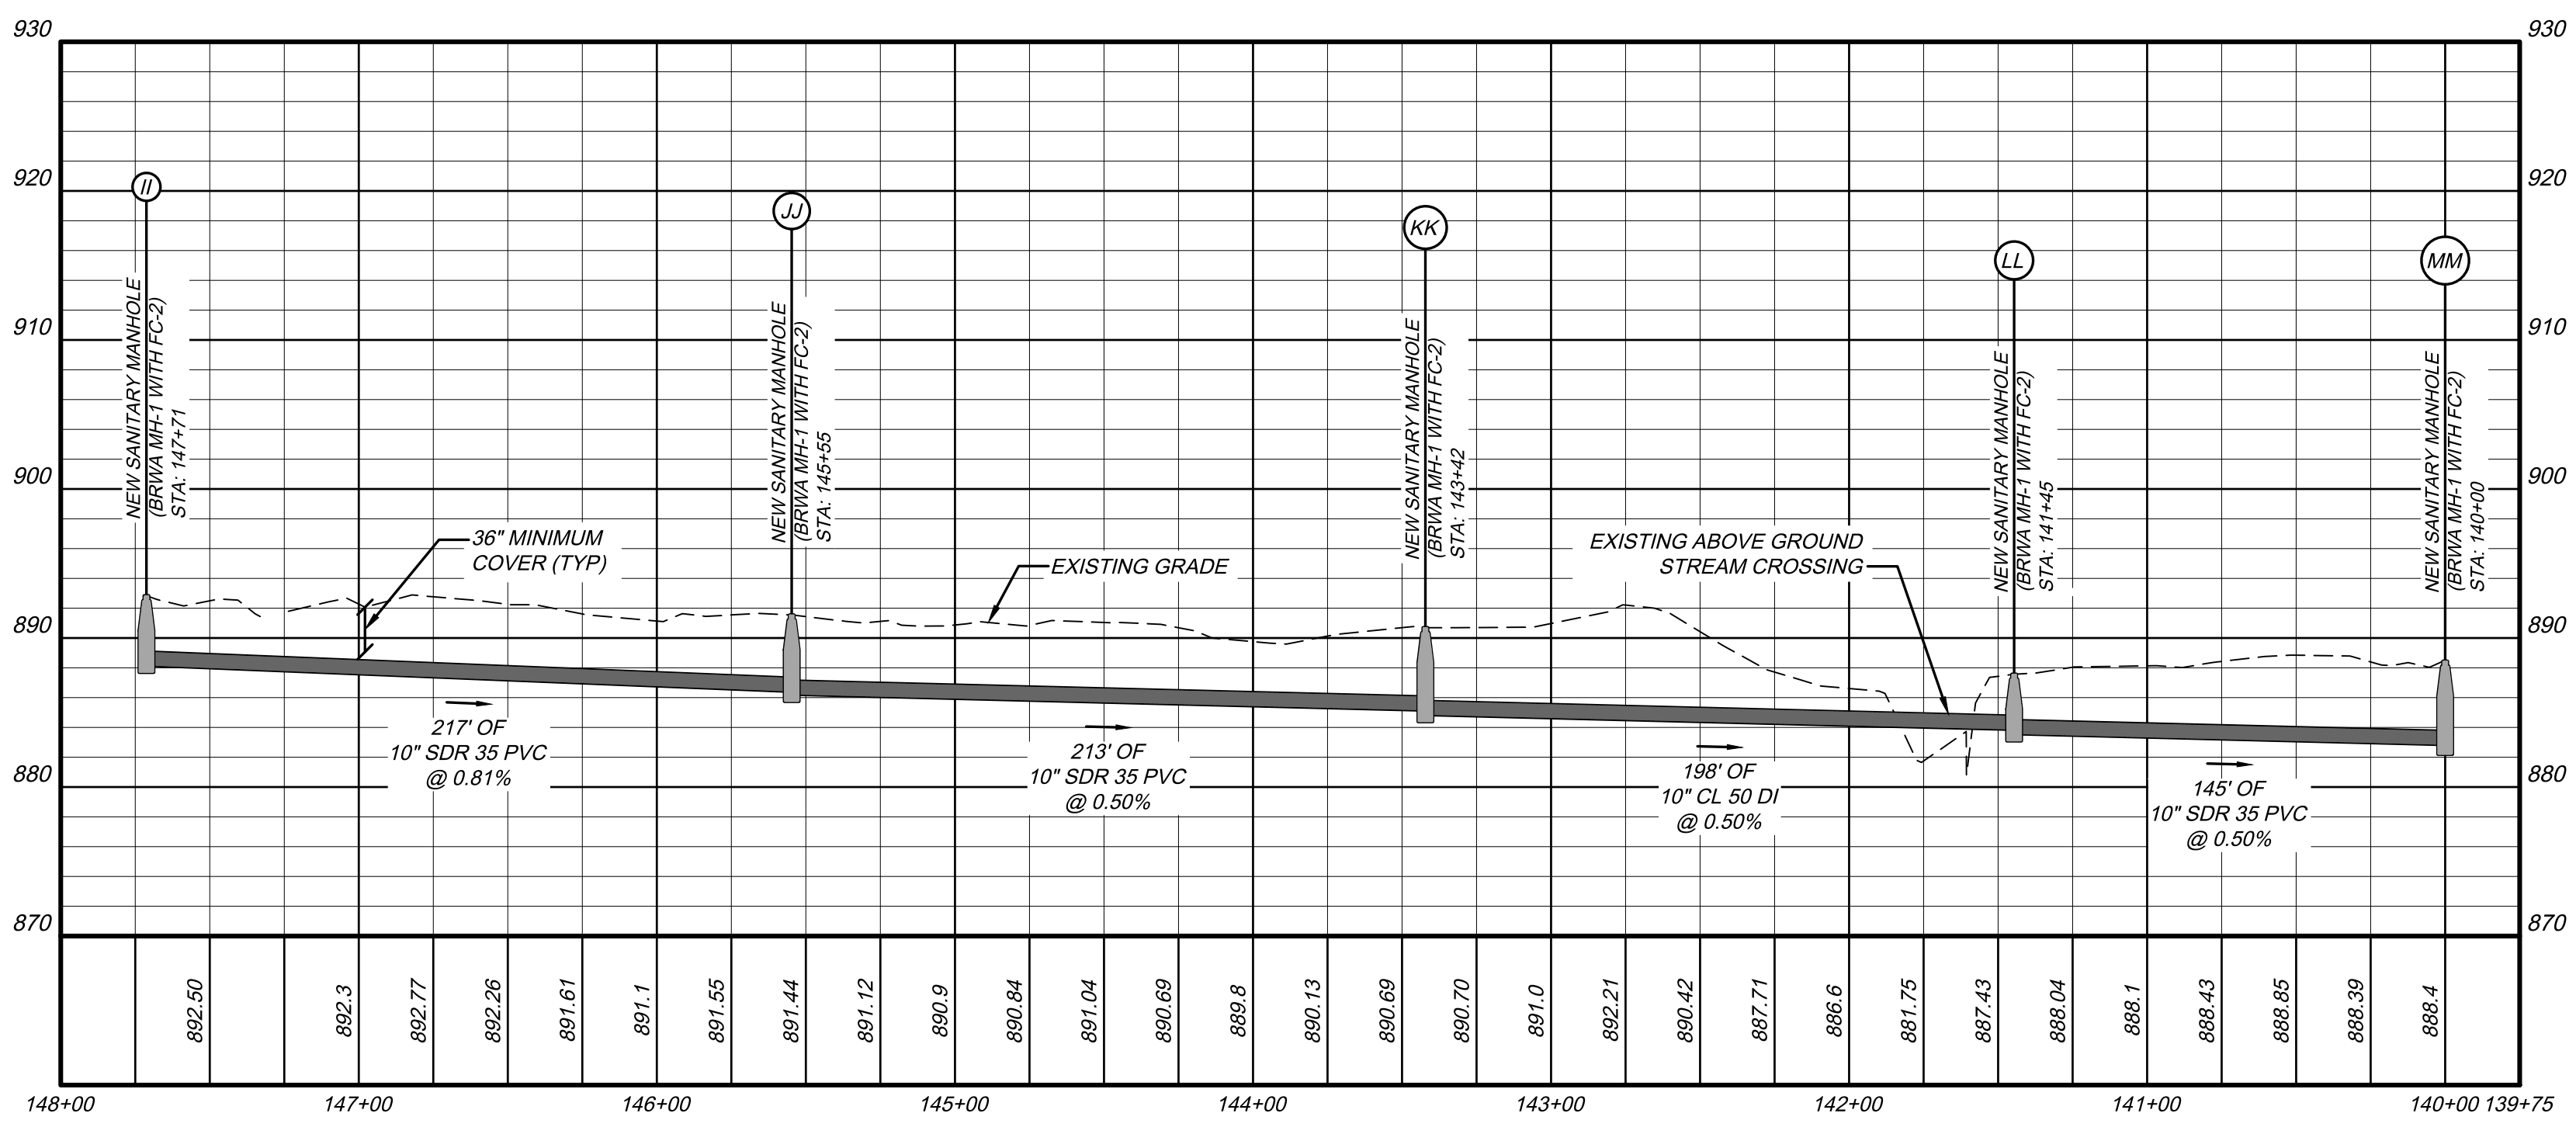 930
930
920
920
910
910
900
900
890
890
880
880
870
870
II
NEW SANITARY MANHOLE
(BRWA MH-1 WITH FC-2)
STA: 147+71
JJ
NEW SANITARY MANHOLE
(BRWA MH-1 WITH FC-2)
STA: 145+55
KK
NEW SANITARY MANHOLE
(BRWA MH-1 WITH FC-2)
STA: 143+42
LL
NEW SANITARY MANHOLE
(BRWA MH-1 WITH FC-2)
STA: 141+45
MM
NEW SANITARY MANHOLE
(BRWA MH-1 WITH FC-2)
STA: 140+00
36" MINIMUM
COVER (TYP)
EXISTING GRADE
EXISTING ABOVE GROUND
STREAM CROSSING
217' OF
10" SDR 35 PVC
@ 0.81%
213' OF
10" SDR 35 PVC
@ 0.50%
198' OF
10" CL 50 DI
@ 0.50%
145' OF
10" SDR 35 PVC
@ 0.50%
892.50
892.3
892.77
892.26
891.61
891.1
891.55
891.44
891.12
890.9
890.84
891.04
890.69
889.8
890.13
890.69
890.70
891.0
892.21
890.42
887.71
886.6
881.75
887.43
888.04
888.1
888.43
888.85
888.39
888.4
148+00
147+00
146+00
145+00
144+00
143+00
142+00
141+00
140+00
139+75